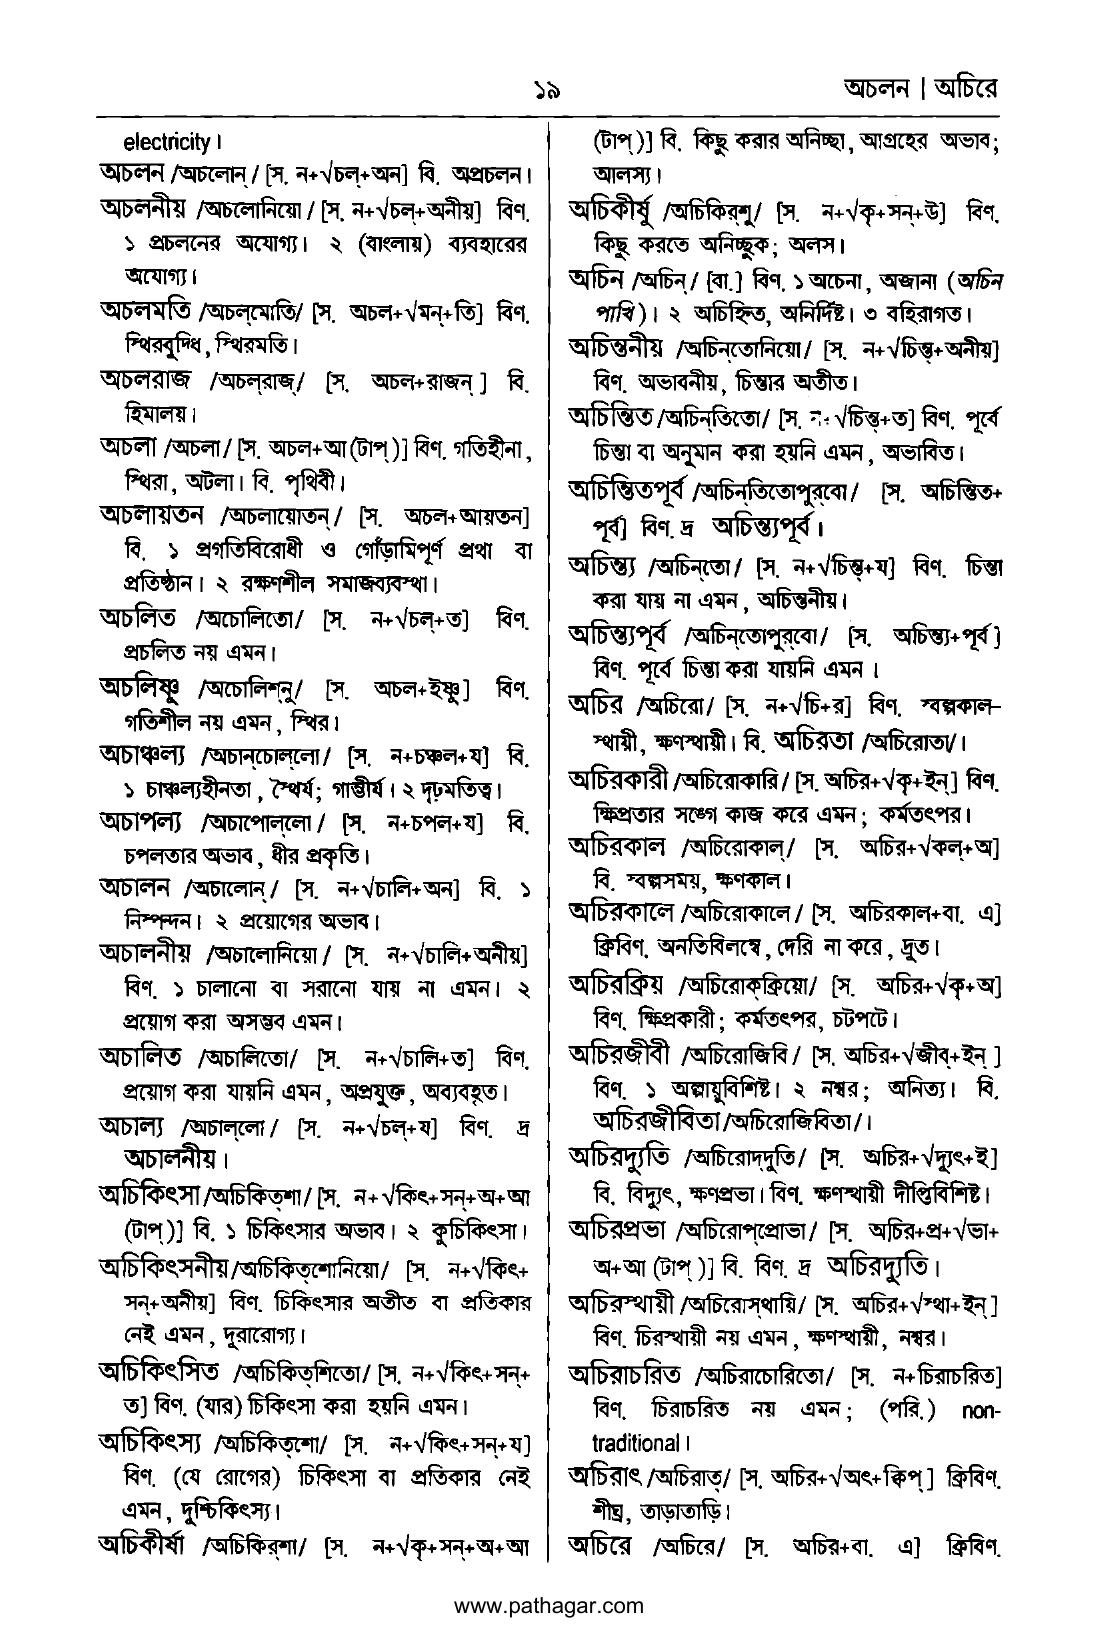 ১৯
অচলন | অচিরে
electricity।
অচলন /অচলোন্/ [স. ন+√চল্+অন] বি. অপ্রচলন।
অচলনীয় /অচলোনিয়ো/ [স. ন+√চল্+অনীয়] বিণ.
১ প্রচলনের অযোগ্য। ২ (বাংলায়) ব্যবহারের
অযোগ্য।
অচলমতি /অচল্‌মোতি/ [স. অচল+√মন্+তি] বিণ.
স্থিরবুদ্ধি, স্থিরমতি।
অচলরাজ /অচল্‌রাজ্/ [স. অচল+রাজন্] বি.
হিমালয়।
অচলা /অচলা/ [স. অচল+আ(টাপ্)] বিণ. গতিহীনা,
স্থিরা, অটলা। বি. পৃথিবী।
অচলায়তন /অচলায়োতন্/ [স. অচল+আয়তন]
বি. ১ প্রগতিবিরোধী ও গোঁড়ামিপূর্ণ প্রথা বা
প্রতিষ্ঠান। ২ রক্ষণশীল সমাজব্যবস্থা।
অচলিত /অচোলিতো/ [স. ন+√চল্+ত] বিণ.
প্রচলিত নয় এমন।
অচলিষ্ণু /অচোলিশ্‌নু/ [স. অচল+ইষ্ণু] বিণ.
গতিশীল নয় এমন, স্থির।
অচাঞ্চল্য /অচান্‌চোল্‌লো/ [স. ন+চঞ্চল+য] বি.
১ চাঞ্চল্যহীনতা, স্থৈর্য; গাম্ভীর্য। ২ দৃঢ়মতিত্ব।
অচাপল্য /অচাপোল্‌লো/ [স. ন+চপল+য] বি.
চপলতার অভাব, ধীর প্রকৃতি।
অচালন /অচালোন্/ [স. ন+√চালি+অন] বি. ১
নিস্পন্দন। ২ প্রয়োগের অভাব।
অচালনীয় /অচালোনিয়ো/ [স. ন+√চালি+অনীয়]
বিণ. ১ চালানো বা সরানো যায় না এমন। ২
প্রয়োগ করা অসম্ভব এমন।
অচালিত /অচালিতো/ [স. ন+√চালি+ত] বিণ.
প্রয়োগ করা যায়নি এমন, অপ্রযুক্ত, অব্যবহৃত।
অচাল্য /অচাল্‌লো/ [স. ন+√চল্+য] বিণ. দ্র
অচালনীয়।
অচিকিৎসা/অচিকিত্‌শা/ [স. ন+√কিৎ+সন্+অ+আ
(টাপ্)] বি. ১ চিকিৎসার অভাব। ২ কুচিকিৎসা।
অচিকিৎসনীয়/অচিকিত্‌শোনিয়ো/ [স. ন+√কিৎ+
সন্+অনীয়] বিণ. চিকিৎসার অতীত বা প্রতিকার
নেই এমন, দূরারোগ্য।
অচিকিৎসিত /অচিকিত্‌শিতো/ [স. ন+√কিৎ+সন্+
ত] বিণ. (যার) চিকিৎসা করা হয়নি এমন।
অচিকিৎস্য /অচিকিত্‌শো/ [স. ন+√কিৎ+সন্+য]
বিণ. (যে রোগের) চিকিৎসা বা প্রতিকার নেই
এমন, দুশ্চিকিৎস্য।
অচিকীর্ষা /অচিকির্‌শা/ [স. ন+√কৃ+সন্+অ+আ
(টাপ্)] বি. কিছু করার অনিচ্ছা, আগ্রহের অভাব;
আলস্য।
অচিকীর্ষু /অচিকির্‌শু/ [স. ন+√কৃ+সন্+উ] বিণ.
কিছু করতে অনিচ্ছুক; অলস।
অচিন /অচিন্/ [বা.] বিণ. ১ অচেনা, অজানা (অচিন
পাখি)। ২ অচিহ্নিত, অনির্দিষ্ট। ৩ বহিরাগত।
অচিন্তনীয় /অচিন্‌তোনিয়ো/ [স. ন+√চিন্ত্+অনীয়]
বিণ. অভাবনীয়, চিন্তার অতীত।
অচিন্তিত /অচিন্‌তিতো/ [স. ন+√চিন্ত্+ত] বিণ. পূর্বে
চিন্তা বা অনুমান করা হয়নি এমন, অভাবিত।
অচিন্তিতপূর্ব /অচিন্‌তিতোপুর্‌বো/ [স. অচিন্তিত+
পূর্ব] বিণ. দ্র অচিন্ত্যপূর্ব।
অচিন্ত্য /অচিন্‌তো/ [স. ন+√চিন্ত্+য] বিণ. চিন্তা
করা যায় না এমন, অচিন্তনীয়।
অচিন্ত্যপূর্ব /অচিন্‌তোপুর্‌বো/ [স. অচিন্ত্য+পূর্ব]
বিণ. পূর্বে চিন্তা করা যায়নি এমন।
অচির /অচিরো/ [স. ন+√চি+র] বিণ. স্বল্পকাল-
স্থায়ী, ক্ষণস্থায়ী। বি. অচিরতা /অচিরোতা/।
অচিরকারী /অচিরোকারি/ [স. অচির+√কৃ+ইন্] বিণ.
ক্ষিপ্রতার সঙ্গে কাজ করে এমন; কর্মতৎপর।
অচিরকাল /অচিরোকাল্/ [স. অচির+√কল্+অ]
বি. স্বল্পসময়, ক্ষণকাল।
অচিরকালে /অচিরোকালে/ [স. অচিরকাল+বা. এ]
ক্রিবিণ. অনতিবিলম্বে, দেরি না করে, দ্রুত।
অচিরক্রিয় /অচিরোক্‌ক্রিয়ো/ [স. অচির+√কৃ+অ]
বিণ. ক্ষিপ্রকারী; কর্মতৎপর, চটপটে।
অচিরজীবী /অচিরোজিবি/ [স. অচির+√জীব্+ইন্]
বিণ. ১ অল্পায়ুবিশিষ্ট। ২ নশ্বর; অনিত্য। বি.
অচিরজীবিতা/অচিরোজিবিতা/।
অচিরদ্যুতি /অচিরোদ্‌দুতি/ [স. অচির+√দ্যুৎ+ই]
বি. বিদ্যুৎ, ক্ষণপ্রভা। বিণ. ক্ষণস্থায়ী দীপ্তিবিশিষ্ট।
অচিরপ্রভা /অচিরোপ্‌প্রোভা/ [স. অচির+প্র+√ভা+
অ+আ (টাপ্)] বি. বিণ. দ্র অচিরদ্যুতি।
অচিরস্থায়ী /অচিরোস্‌থায়ি/ [স. অচির+√স্থা+ইন্]
বিণ. চিরস্থায়ী নয় এমন, ক্ষণস্থায়ী, নশ্বর।
অচিরাচরিত /অচিরাচোরিতো/ [স. ন+চিরাচরিত]
বিণ. চিরাচরিত নয় এমন; (পরি.) non-
traditional।
অচিরাৎ /অচিরাত্/ [স. অচির+√অৎ+ক্বিপ্] ক্রিবিণ.
শীঘ্র, তাড়াতাড়ি।
অচিরে /অচিরে/ [স. অচির+বা. এ] ক্রিবিণ.
www.pathagar.com